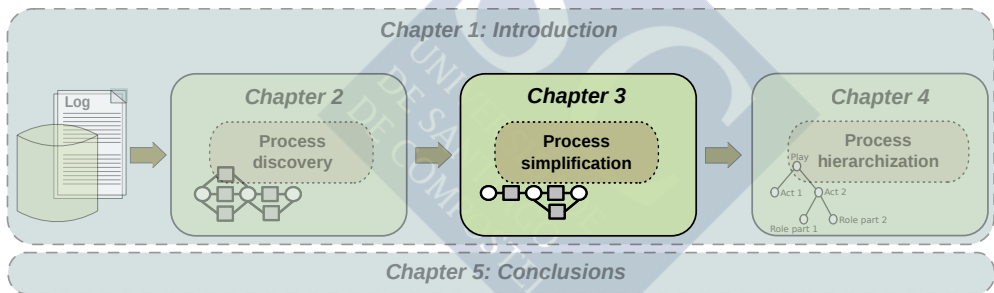 Chapter 1: Introduction
Log
Chapter 2
Process
discovery
Chapter 3
Process
simplification
Chapter 4
Process
hierarchization
Play
Act 1
Act 2
Role part 1
Role part 2
Chapter 5: Conclusions